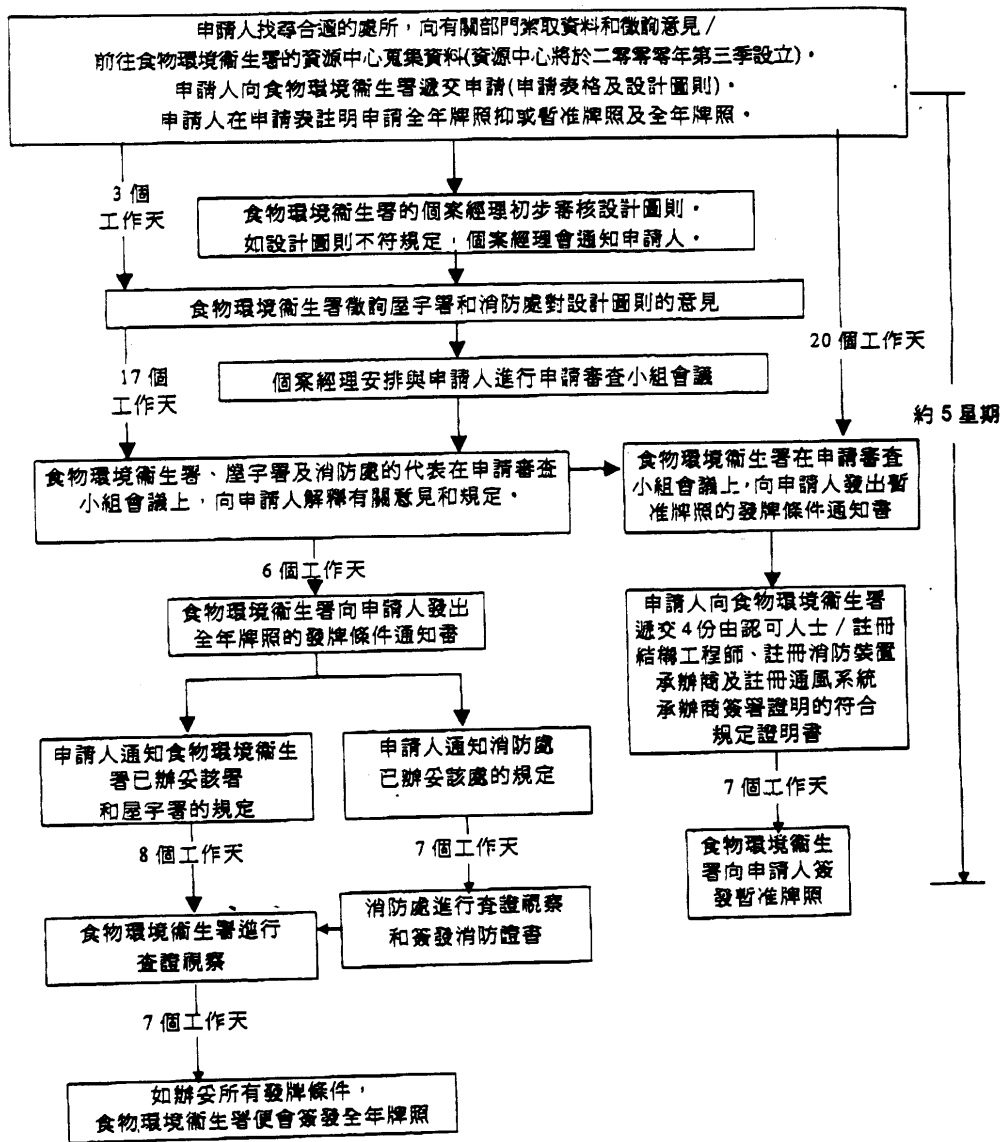 申請人找尋合適的處所，向有關部門索取資料和徵詢意見/
前往食物環境衞生署的資源中心蒐集資料(資源中心將於二零零零年第三季設立)。
申請人向食物環境衞生署遞交申請(申請表格及設計圖則)。
申請人在申請表註明申請全年牌照抑或暫准牌照及全年牌照。
3 個
工作天
食物環境衞生署的個案經理初步審核設計圖則。
如設計圖則不符規定，個案經理會通知申請人。
食物環境衞生署徵詢屋宇署和消防處對設計圖則的意見
20 個工作天
17 個
工作天
個案經理安排與申請人進行申請審查小組會議
約 5 星期
食物環境衞生署、屋宇署及消防處的代表在申請審查
小組會議上，向申請人解釋有關意見和規定。
食物環境衞生署在申請審查
小組會議上，向申請人發出暫
准牌照的發牌條件通知書
6 個工作天
食物環境衞生署向申請人發出
全年牌照的發牌條件通知書
申請人向食物環境衞生署
遞交 4 份由認可人士/註冊
結構工程師、註冊消防裝置
承辦商及註冊通風系統
承辦商簽署證明的符合
規定證明書
申請人通知食物環境衞生
署已辦妥該署
和屋宇署的規定
申請人通知消防處
已辦妥該處的規定
7 個工作天
8 個工作天
7 個工作天
食物環境衞生
署向申請人簽
發暫准牌照
食物環境衞生署進行
查證視察
消防處進行查證視察
和簽發消防證書
7 個工作天
如辦妥所有發牌條件，
食物環境衞生署便會簽發全年牌照